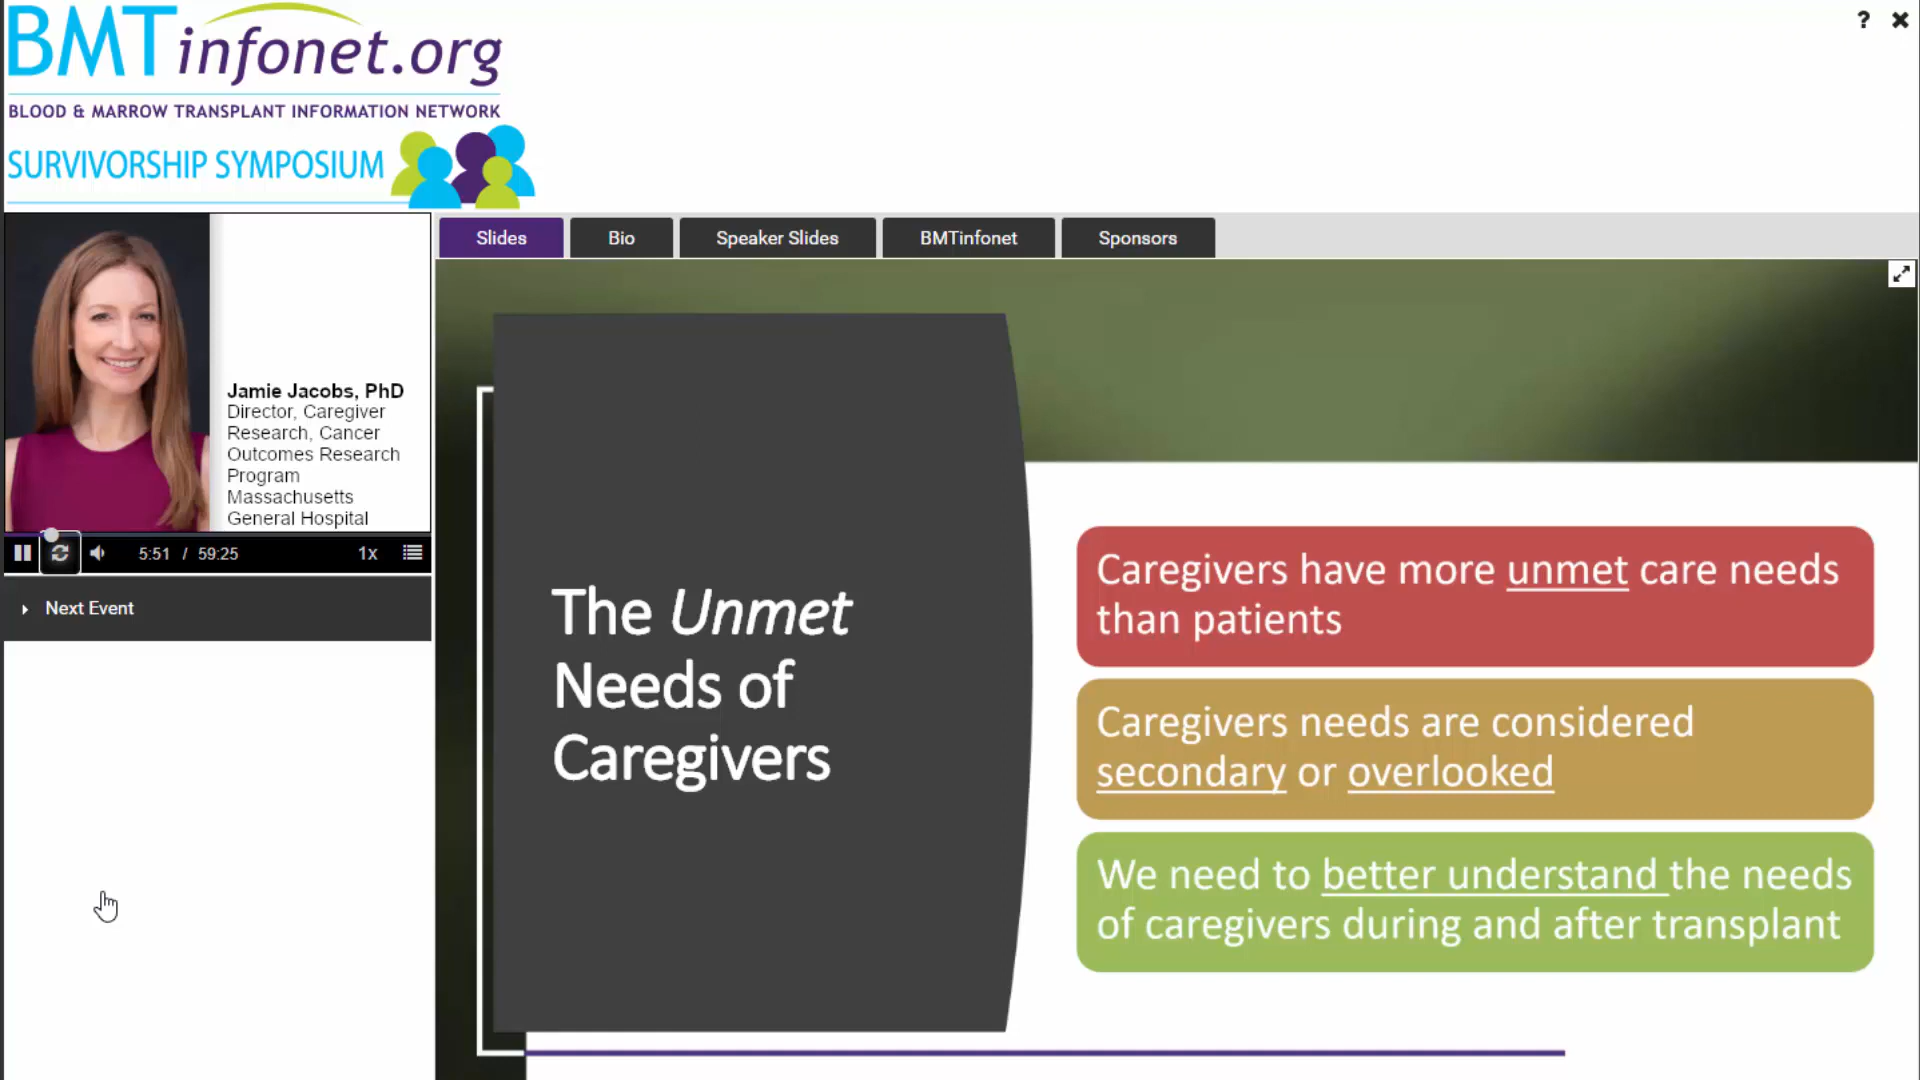 BMTinfonet.org
BLOOD & MARROW TRANSPLANT INFORMATION NETWORK
SURVIVORSHIP SYMPOSIUM
? ✖
Jamie Jacobs, PhD
Director, Caregiver
Research, Cancer
Outcomes Research
Program
Massachusetts
General Hospital
5:51 / 59:25 1x
Next Event
Slides Bio Speaker Slides BMTinfonet Sponsors
The Unmet
Needs of
Caregivers
Caregivers have more unmet care needs
than patients
Caregivers needs are considered
secondary or overlooked
We need to better understand the needs
of caregivers during and after transplant